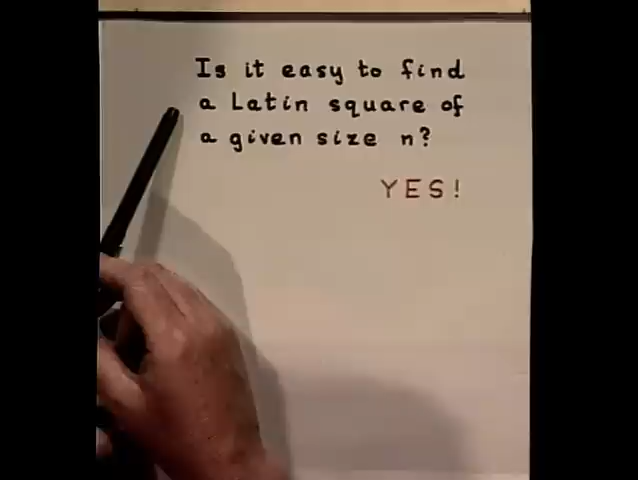 Is it easy to find
a Latin square of
a given size n?
YES!